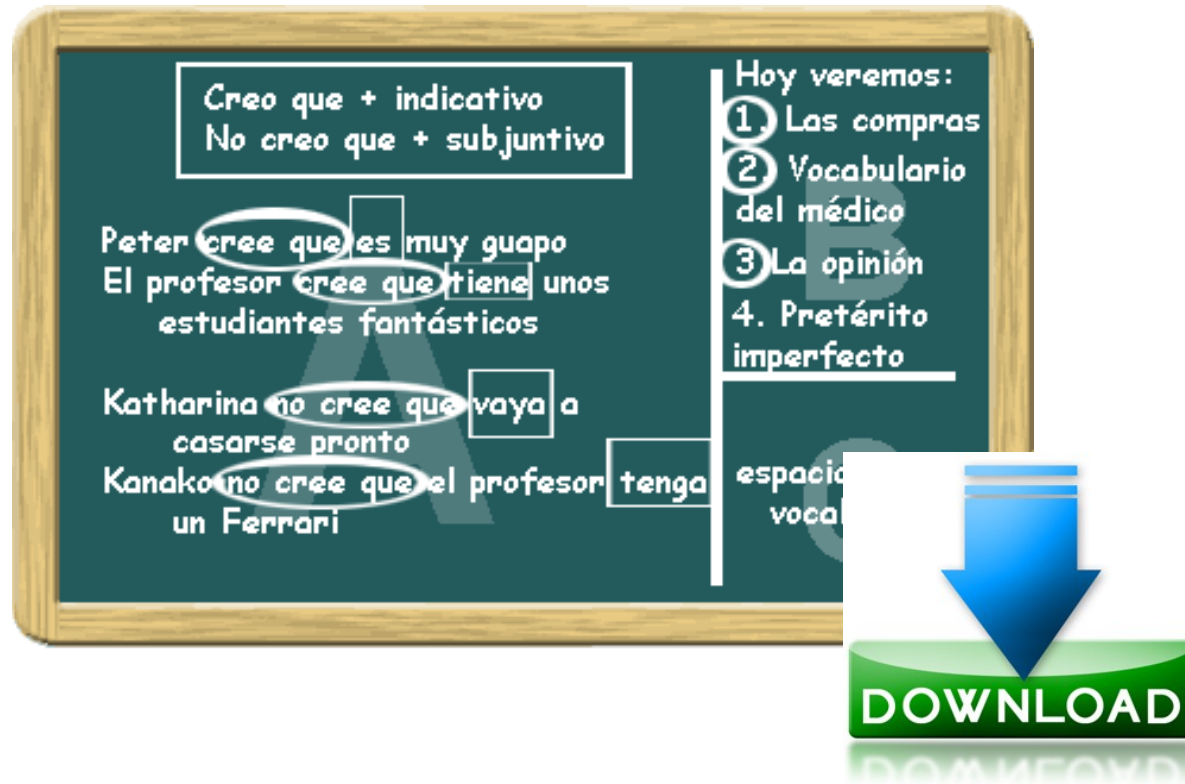 Creo que + indicativo
No creo que + subjuntivo
Peter cree que es muy guapo
El profesor cree que tiene unos
estudiantes fantásticos
Katharina no cree que vaya a
casarse pronto
Kanako no cree que el profesor tenga
un Ferrari
A
Hoy veremos:
1. Las compras
2. Vocabulario
del médico
3 La opinión
4. Pretérito
imperfecto
B
DOWNLOAD